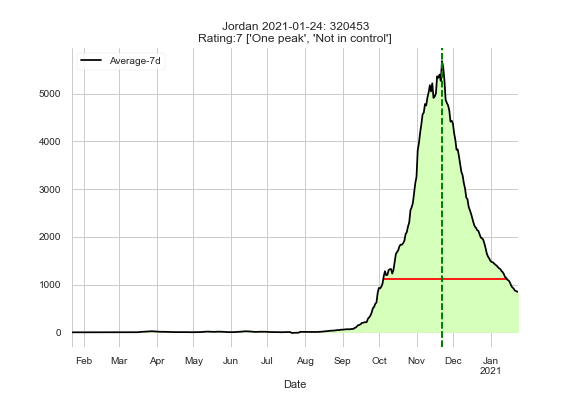 Jordan 2021-01-24: 320453
Rating:7 ['One peak', 'Not in control']
Average-7d
5000
4000
3000
2000
1000
0
Feb Mar Apr May Jun Jul Aug Sep Oct Nov Dec Jan
2021
Date